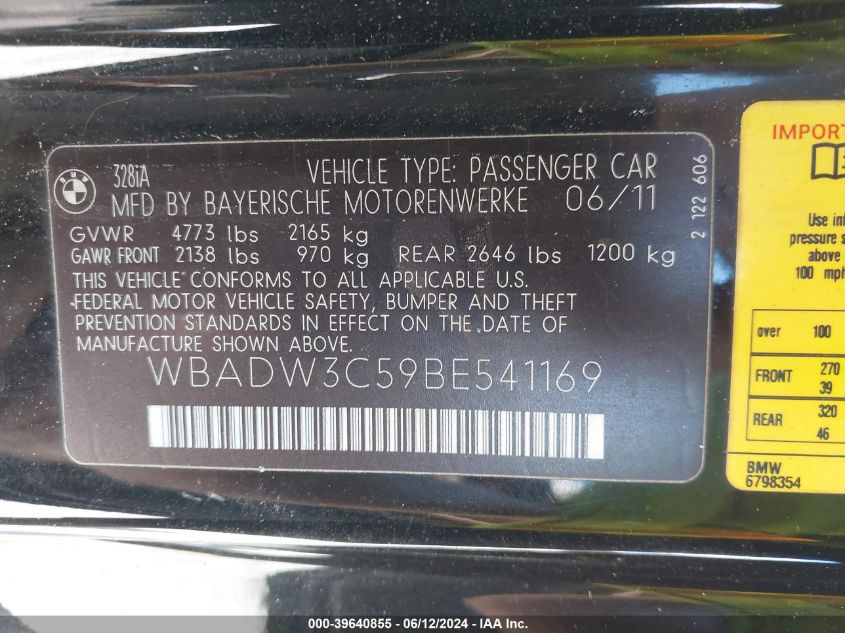 328iA
VEHICLE TYPE: PASSENGER CAR
MFD BY BAYERISCHE MOTORENWERKE 06/11
GVWR 4773 lbs 2165 kg
GAWR FRONT 2138 lbs 970 kg REAR 2646 lbs 1200 kg
THIS VEHICLE CONFORMS TO ALL APPLICABLE U.S.
FEDERAL MOTOR VEHICLE SAFETY, BUMPER AND THEFT
PREVENTION STANDARDS IN EFFECT ON THE DATE OF
MANUFACTURE SHOWN ABOVE.
WBADW3C59BE541169
2 122 606
IMPORT
Use inf
pressure s
above
100 mph
over 100
FRONT 270
39
REAR 320
46
BMW
6798354
000-39640855 - 06/12/2024 - IAA Inc.